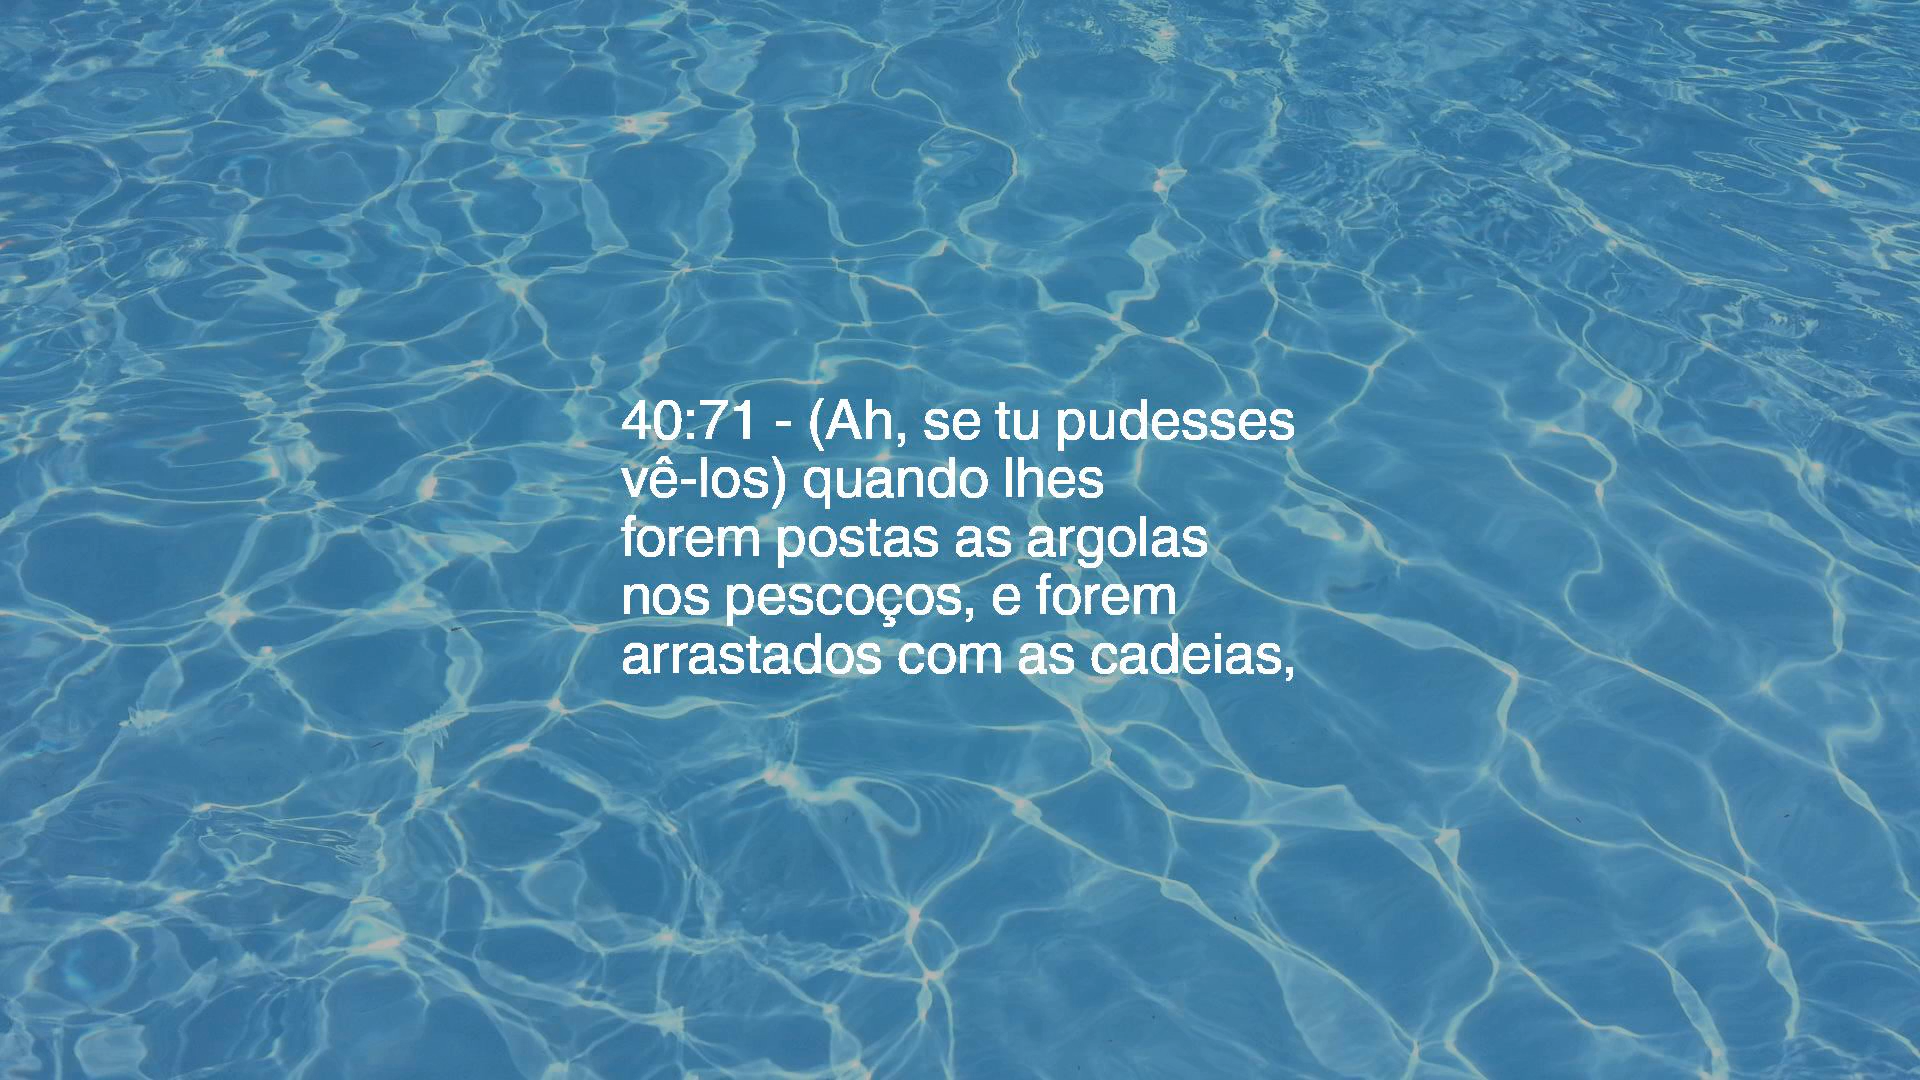 40:71 - (Ah, se tu pudesses
vê-los) quando lhes
forem postas as argolas
nos pescoços, e forem
arrastados com as cadeias,